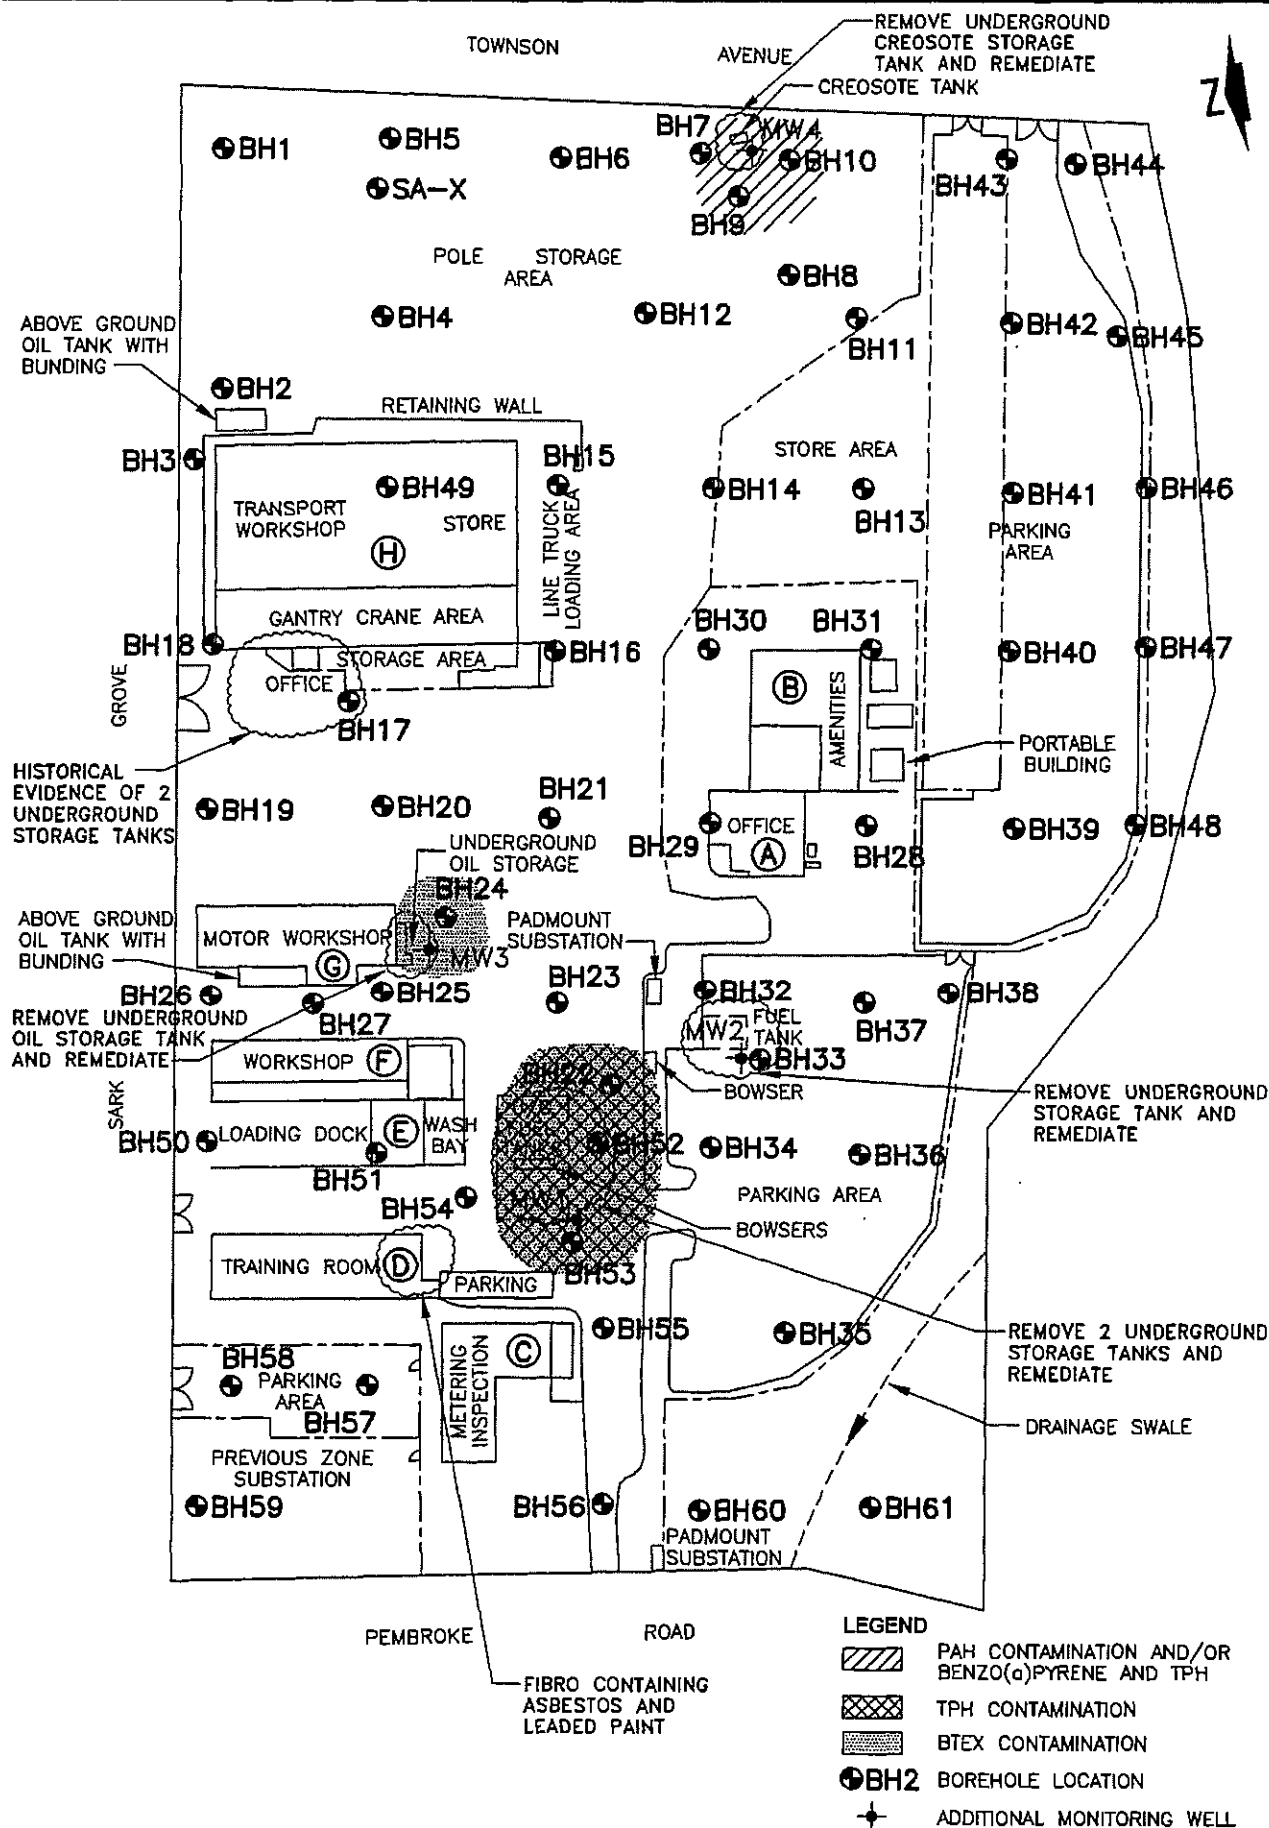 REMOVE UNDERGROUND
CREOSOTE STORAGE
TANK AND REMEDIATE
TOWNSON
AVENUE
CREOSOTE TANK
Z
BH1
BH5
BH6
BH7
MW4
BH10
BH43
BH44
SA-X
BH9
POLE STORAGE
AREA
BH8
BH4
BH12
BH11
BH42
BH45
ABOVE GROUND
OIL TANK WITH
BUNDING
BH2
RETAINING WALL
BH3
BH49
BH15
STORE AREA
BH14
BH13
BH41
BH46
TRANSPORT
WORKSHOP
STORE
H
LINE TRUCK
LOADING AREA
PARKING
AREA
GANTRY CRANE AREA
BH18
STORAGE AREA
OFFICE
BH16
BH30
BH31
BH40
BH47
GROVE
BH17
B
AMENITIES
PORTABLE
BUILDING
HISTORICAL
EVIDENCE OF 2
UNDERGROUND
STORAGE TANKS
BH19
BH20
BH21
BH29
OFFICE
A
BH28
BH39
BH48
UNDERGROUND
OIL STORAGE
BH24
ABOVE GROUND
OIL TANK WITH
BUNDING
MOTOR WORKSHOP
G
MW3
PADMOUNT
SUBSTATION
BH26
BH27
BH25
BH23
BH32
BH37
BH38
REMOVE UNDERGROUND
OIL STORAGE TANK
AND REMEDIATE
MW2
FUEL
TANK
BH33
WORKSHOP
F
BH22
BOWSER
REMOVE UNDERGROUND
STORAGE TANK AND
REMEDIATE
SARK
BH50
LOADING DOCK
E
WASH
BAY
BH51
BH52
BH34
BH36
PARKING AREA
BH54
MW1
BOWSERS
TRAINING ROOM
D
PARKING
BH53
BH55
BH35
REMOVE 2 UNDERGROUND
STORAGE TANKS AND
REMEDIATE
BH58
PARKING
AREA
BH57
METERING
INSPECTION
C
DRAINAGE SWALE
PREVIOUS ZONE
SUBSTATION
BH59
BH56
BH60
BH61
PADMOUNT
SUBSTATION
PEMBROKE
ROAD
FIBRO CONTAINING
ASBESTOS AND
LEADED PAINT
LEGEND
PAH CONTAMINATION AND/OR
BENZO(a)PYRENE AND TPH
TPH CONTAMINATION
BTEX CONTAMINATION
BH2 BOREHOLE LOCATION
ADDITIONAL MONITORING WELL